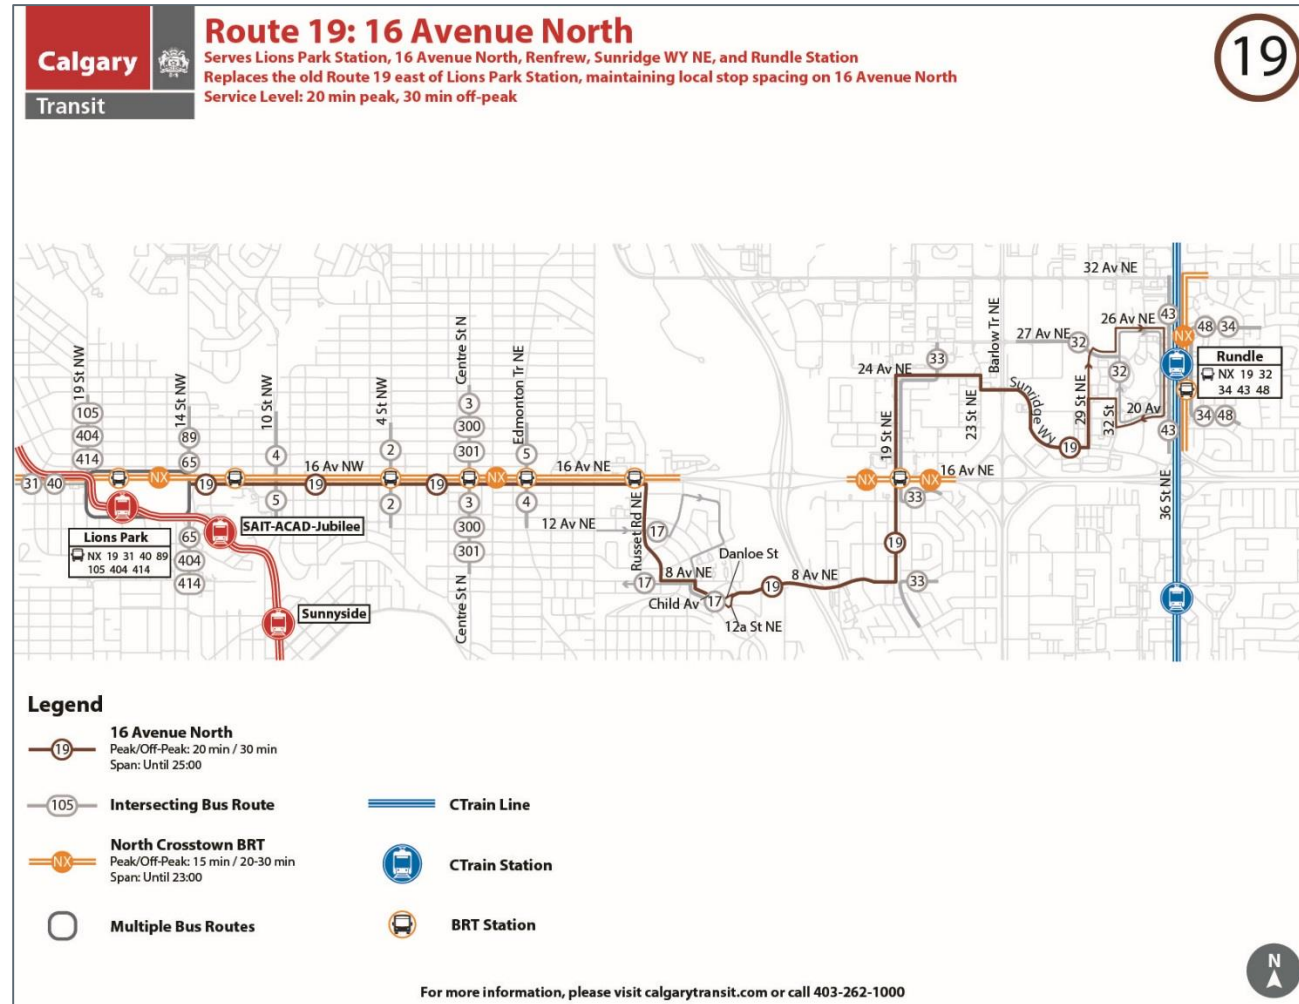 Calgary
Transit
Route 19: 16 Avenue North
Serves Lions Park Station, 16 Avenue North, Renfrew, Sunridge WY NE, and Rundle Station
Replaces the old Route 19 east of Lions Park Station, maintaining local stop spacing on 16 Avenue North
Service Level: 20 min peak, 30 min off-peak
19
19 St NW
105
404
414
31
40
NX
14 St NW
89
65
19
65
404
414
10 St NW
4
5
16 Av NW
19
4 St NW
2
2
19
Centre St N
3
300
301
3
300
301
Centre St N
NX
Edmonton Tr NE
5
4
16 Av NE
Lions Park
NX 19 31 40 89
105 404 414
SAIT-ACAD-Jubilee
Sunnyside
12 Av NE
Russet Rd NE
17
17
8 Av NE
Child Av
17
Danloe St
12a St NE
19
8 Av NE
19
33
33
19 St NE
NX
NX
16 Av NE
24 Av NE
33
23 St NE
Barlow Tr NE
Sunridge WY
19
27 Av NE
32
29 St NE
32
32 St
20 Av
26 Av NE
32 Av NE
43
NX
48
34
Rundle
NX 19 32
34 43 48
34
48
43
36 St NE
Legend
19
16 Avenue North
Peak/Off-Peak: 20 min / 30 min
Span: Until 25:00
105
Intersecting Bus Route
NX
North Crosstown BRT
Peak/Off-Peak: 15 min / 20-30 min
Span: Until 23:00
Multiple Bus Routes
CTrain Line
CTrain Station
BRT Station
N
For more information, please visit calgarytransit.com or call 403-262-1000